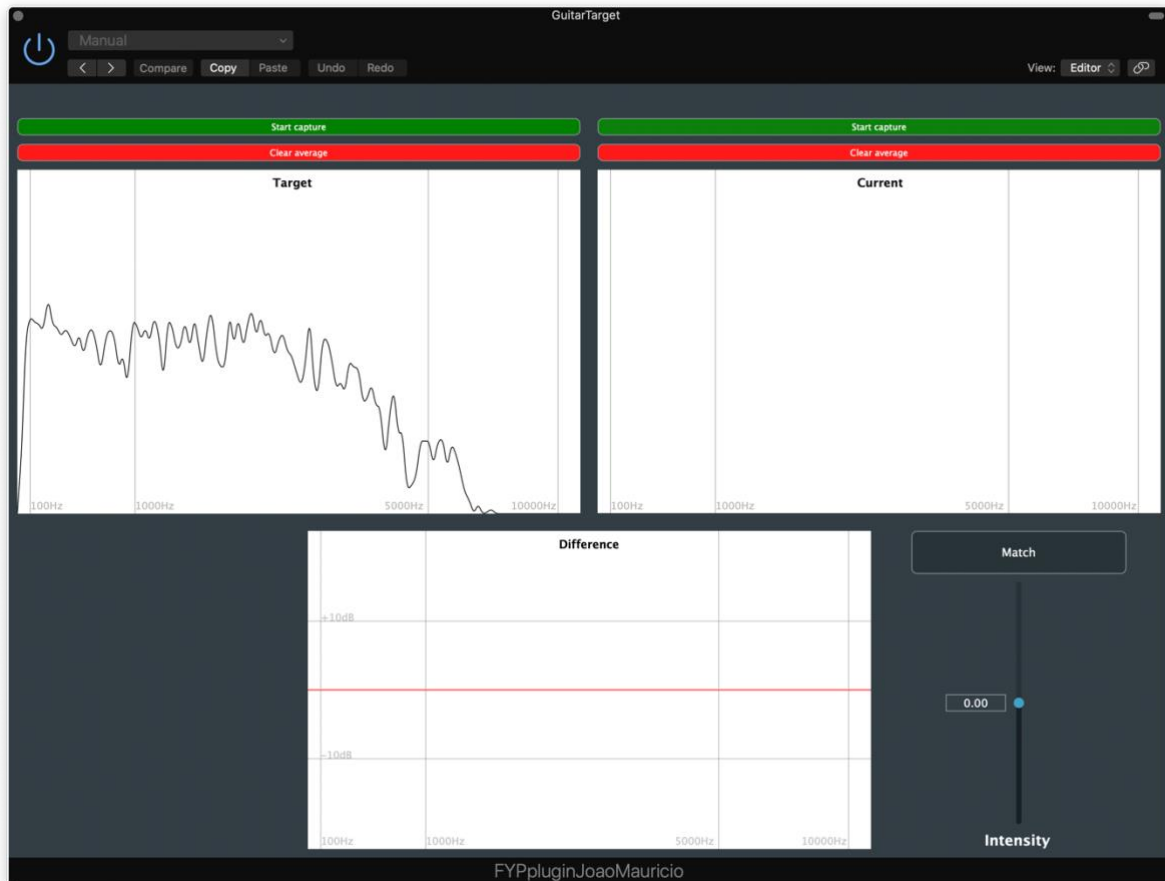 GuitarTarget
Manual
Compare Copy Paste Undo Redo
View: Editor
Start capture
Clear average
Target
100Hz 1000Hz 5000Hz 10000Hz
Start capture
Clear average
Current
100Hz 1000Hz 5000Hz 10000Hz
Difference
+10dB
-10dB
100Hz 1000Hz 5000Hz 10000Hz
Match
0.00
Intensity
FYPpluginJoaoMauricio